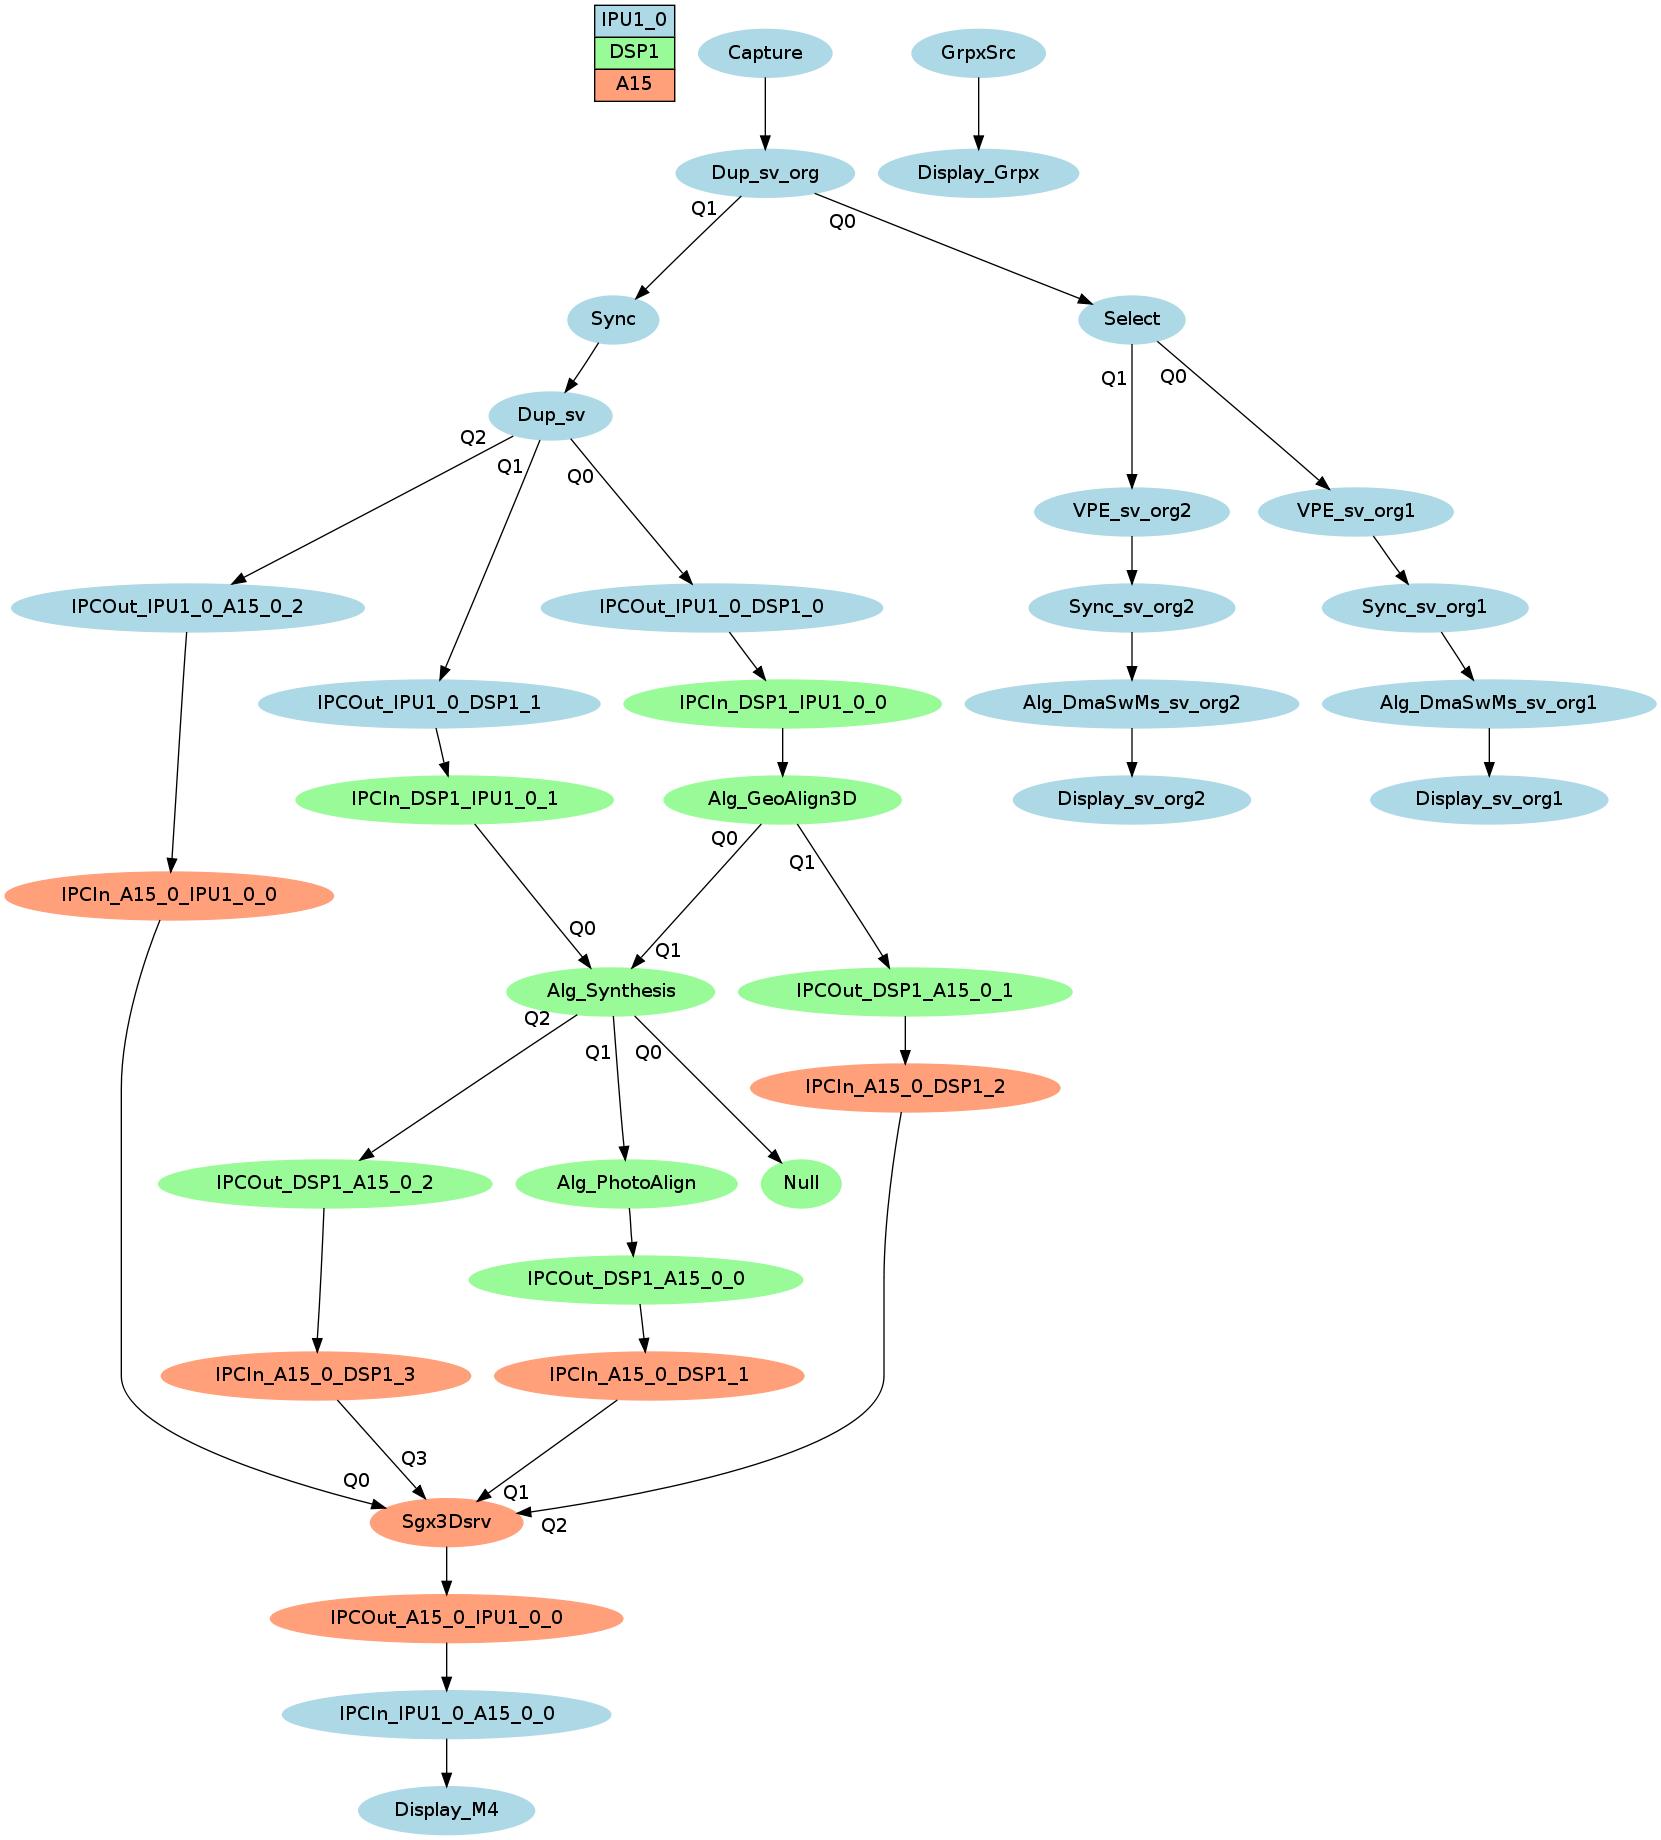 IPU1_0
DSP1
A15
Capture
GrpxSrc
Dup_sv_org
Display_Grpx
Q1
Q0
Sync
Select
Q1
Q0
Dup_sv
Q2
Q1
Q0
VPE_sv_org2
VPE_sv_org1
IPCOut_IPU1_0_A15_0_2
IPCOut_IPU1_0_DSP1_0
Sync_sv_org2
Sync_sv_org1
IPCOut_IPU1_0_DSP1_1
IPCIn_DSP1_IPU1_0_0
Alg_DmaSwMs_sv_org2
Alg_DmaSwMs_sv_org1
IPCIn_DSP1_IPU1_0_1
Alg_GeoAlign3D
Display_sv_org2
Display_sv_org1
Q0
Q1
IPCIn_A15_0_IPU1_0_0
Q0
Q1
Alg_Synthesis
IPCOut_DSP1_A15_0_1
Q2
Q1
Q0
IPCIn_A15_0_DSP1_2
IPCOut_DSP1_A15_0_2
Alg_PhotoAlign
Null
IPCOut_DSP1_A15_0_0
IPCIn_A15_0_DSP1_3
IPCIn_A15_0_DSP1_1
Q3
Q0
Q1
Q2
Sgx3Dsrv
IPCOut_A15_0_IPU1_0_0
IPCIn_IPU1_0_A15_0_0
Display_M4